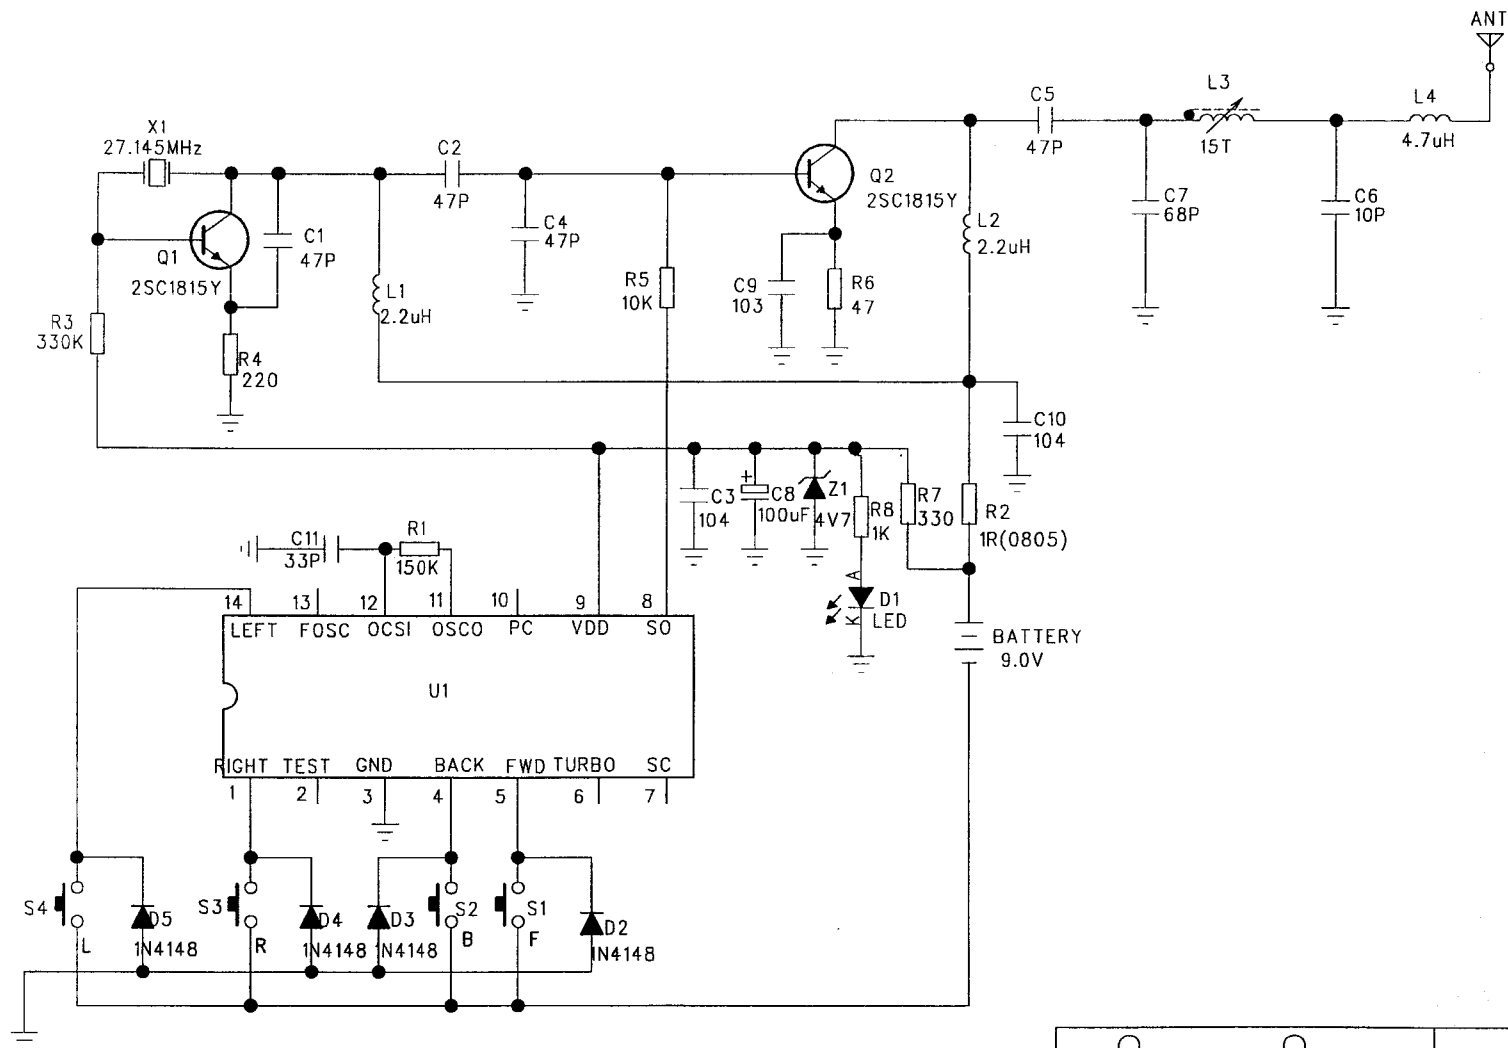 ANT
X1
27.145MHz
C2
47P
C5
47P
L3
15T
L4
4.7uH
Q1
2SC1815Y
C1
47P
C4
47P
Q2
2SC1815Y
C7
68P
C6
10P
L2
2.2uH
R3
330K
R4
220
L1
2.2uH
R5
10K
C9
103
R6
47
C10
104
C3
104
+
C8
100uF
Z1
4V7
R8
1K
R7
330
R2
1R(0805)
C11
33P
R1
150K
A
D1
K
LED
BATTERY
9.0V
14 13 12 11 10 9 8
LEFT FOSC OCSI OSCO PC VDD SO
U1
RIGHT TEST GND BACK FWD TURBO SC
1 2 3 4 5 6 7
S4
L
D5
1N4148
S3
R
D4
1N4148
D3
1N4148
S2
B
S1
F
D2
1N4148